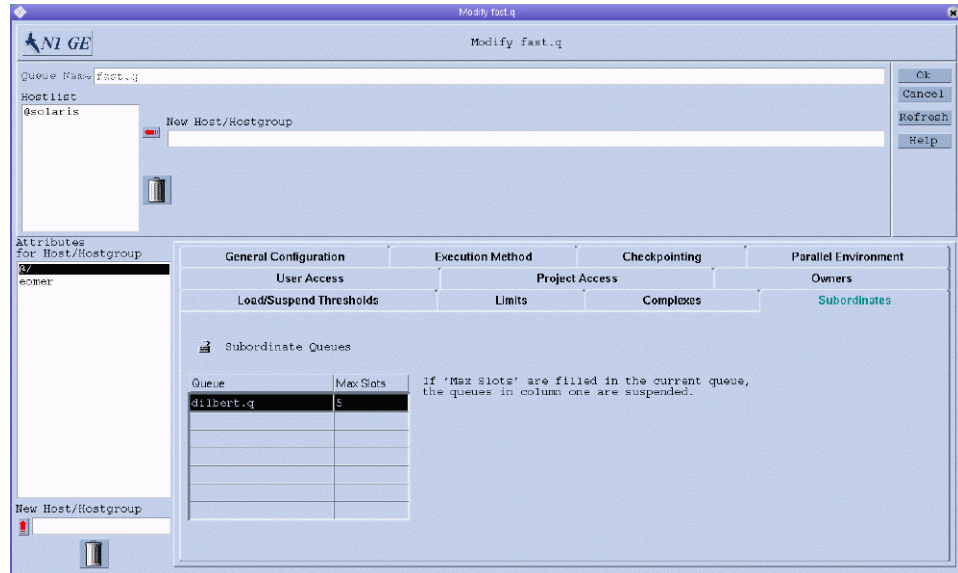 Modify fast.q
N1 GE
Modify fast.q
Queue Name fast.q
Ok
Hostlist
Cancel
@solaris
New Host/Hostgroup
Refresh
Help
Attributes
for Host/Hostgroup
@/
eomer
General Configuration Execution Method Checkpointing Parallel Environment
User Access Project Access Owners
Load/Suspend Thresholds Limits Complexes Subordinates
Subordinate Queues
Queue Max Slots
dilbert.q 5
If 'Max Slots' are filled in the current queue,
the queues in column one are suspended.
New Host/Hostgroup